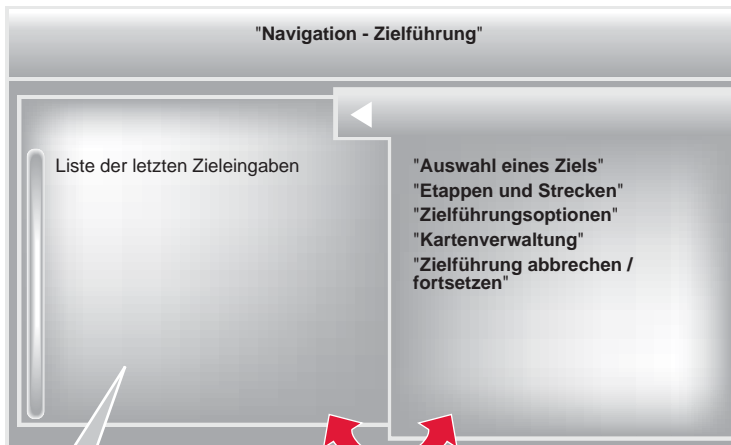 "Navigation - Zielführung"
Liste der letzten Zieleingaben
"Auswahl eines Ziels"
"Etappen und Strecken"
"Zielführungsoptionen"
"Kartenverwaltung"
"Zielführung abbrechen /
fortsetzen"